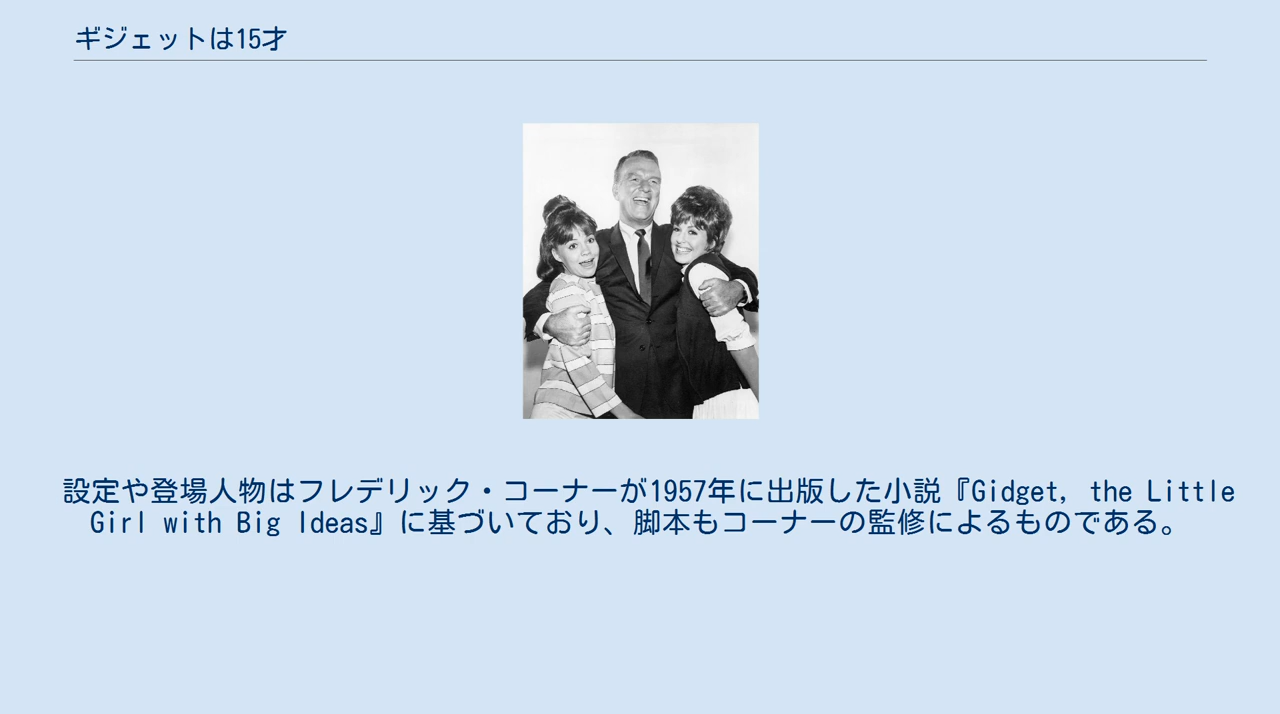 ギジェットは15才
設定や登場人物はフレデリック・コーナーが1957年に出版した小説『Gidget, the Little
Girl with Big Ideas』に基づいており、脚本もコーナーの監修によるものである。